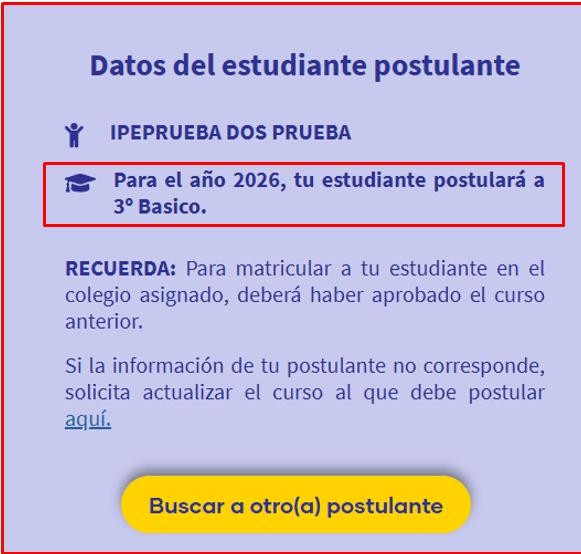 Datos del estudiante postulante
IPEPRUEBA DOS PRUEBA
Para el año 2026, tu estudiante postulará a
3° Basico.
RECUERDA: Para matricular a tu estudiante en el
colegio asignado, deberá haber aprobado el curso
anterior.
Si la información de tu postulante no corresponde,
solicita actualizar el curso al que debe postular
aquí.
Buscar a otro(a) postulante